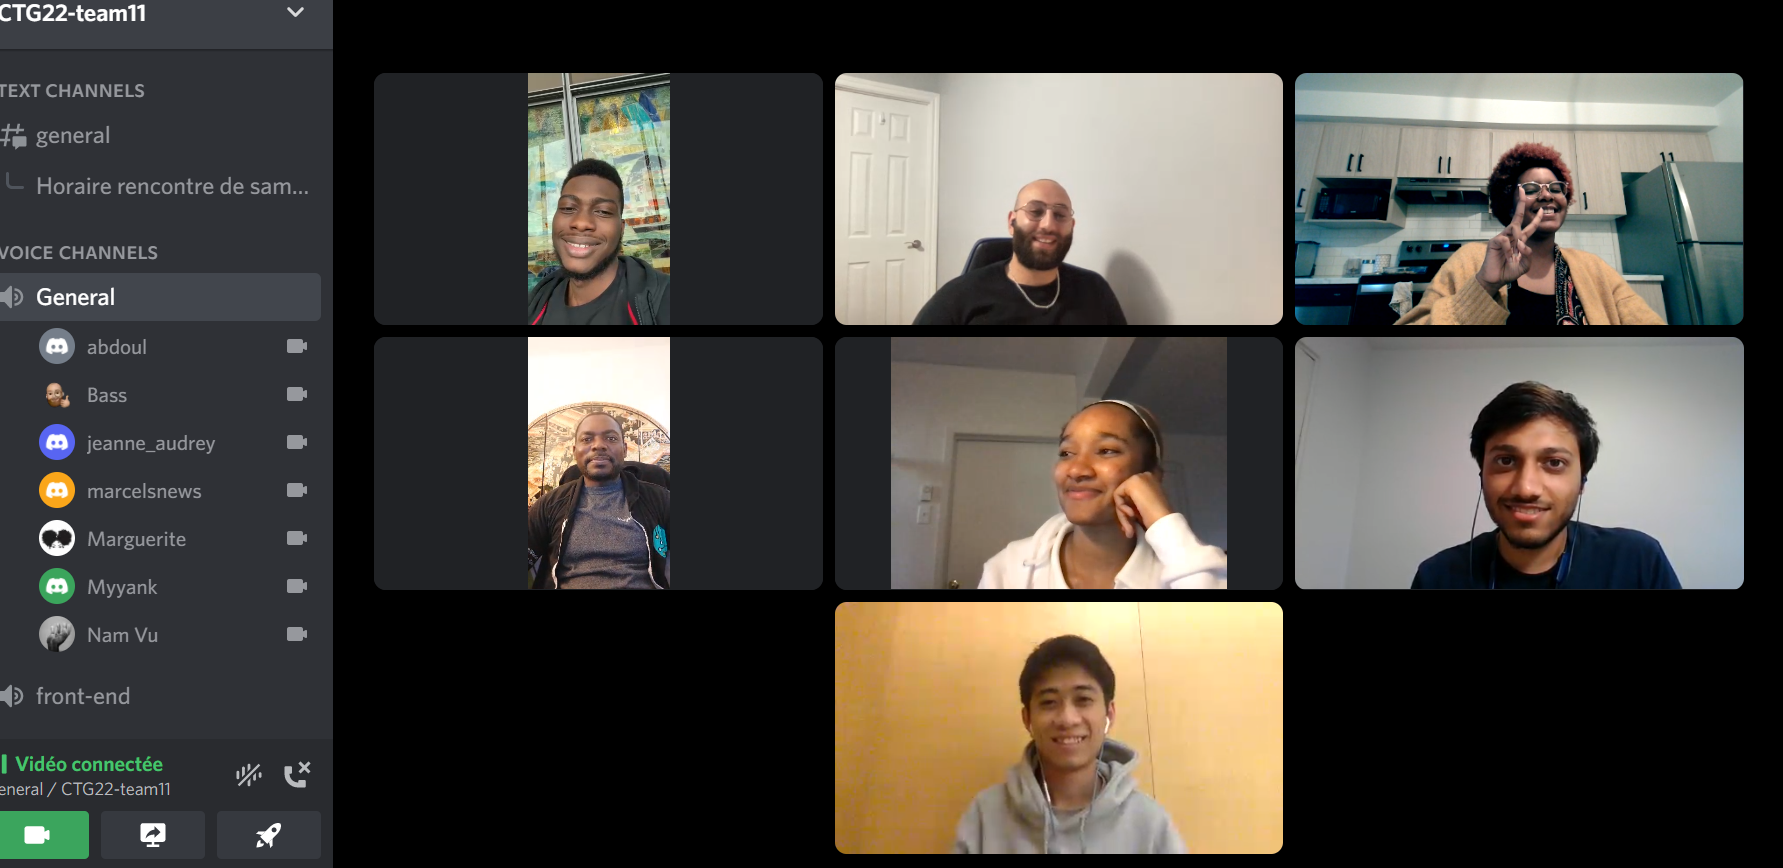 CTG22-team11
TEXT CHANNELS
general
Horaire rencontre de sam...
VOICE CHANNELS
General
abdoul
Bass
jeanne_audrey
marcelsnews
Marguerite
Myyank
Nam Vu
front-end
Vidéo connectée
eneral / CTG22-team11